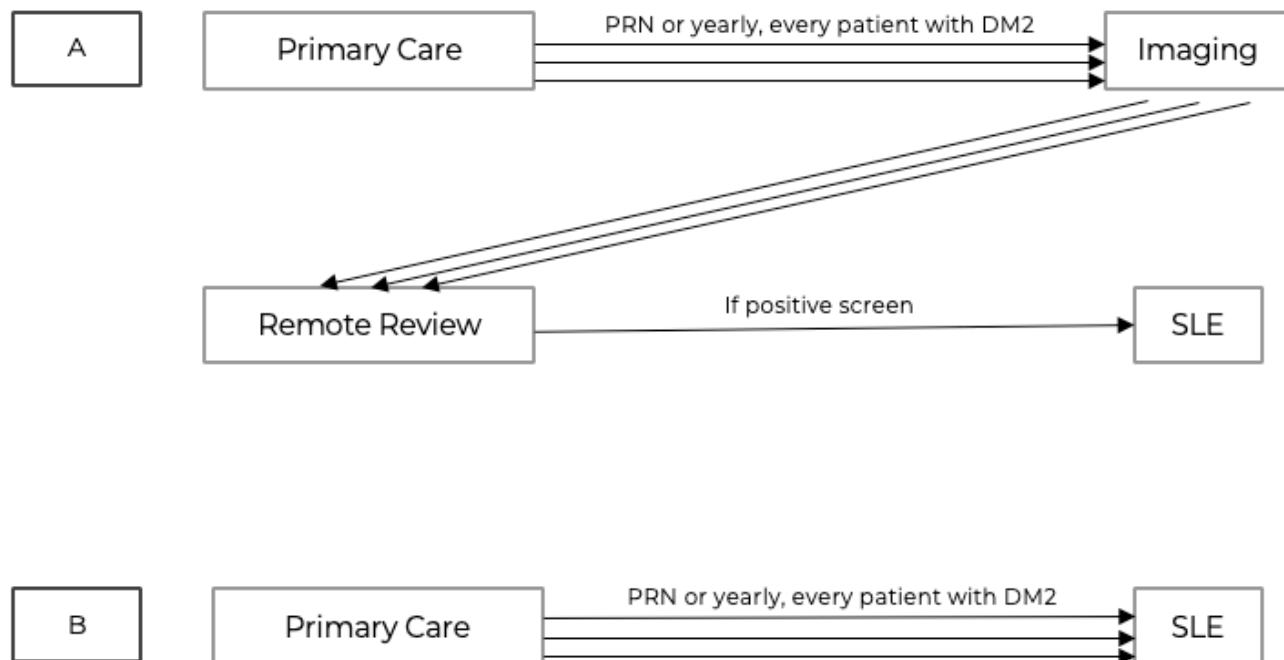 A
Primary Care
PRN or yearly, every patient with DM2
Imaging
Remote Review
If positive screen
SLE
B
Primary Care
PRN or yearly, every patient with DM2
SLE